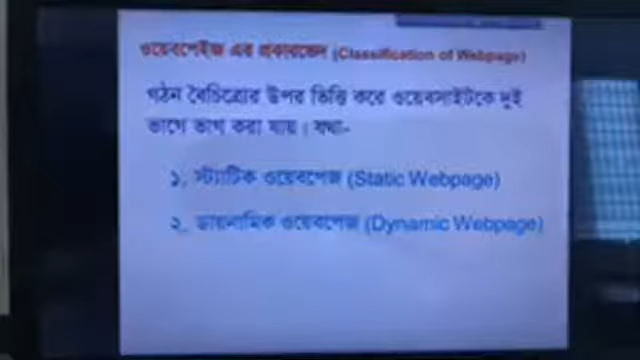 ওয়েবপেইজ এর প্রকারভেদ (Classification of Webpage)
গঠন বৈচিত্র্যের উপর ভিত্তি করে ওয়েবসাইটকে দুই
ভাগে ভাগ করা যায়। যথা-
১. স্ট্যাটিক ওয়েবপেজ (Static Webpage)
২. ডায়নামিক ওয়েবপেজ (Dynamic Webpage)